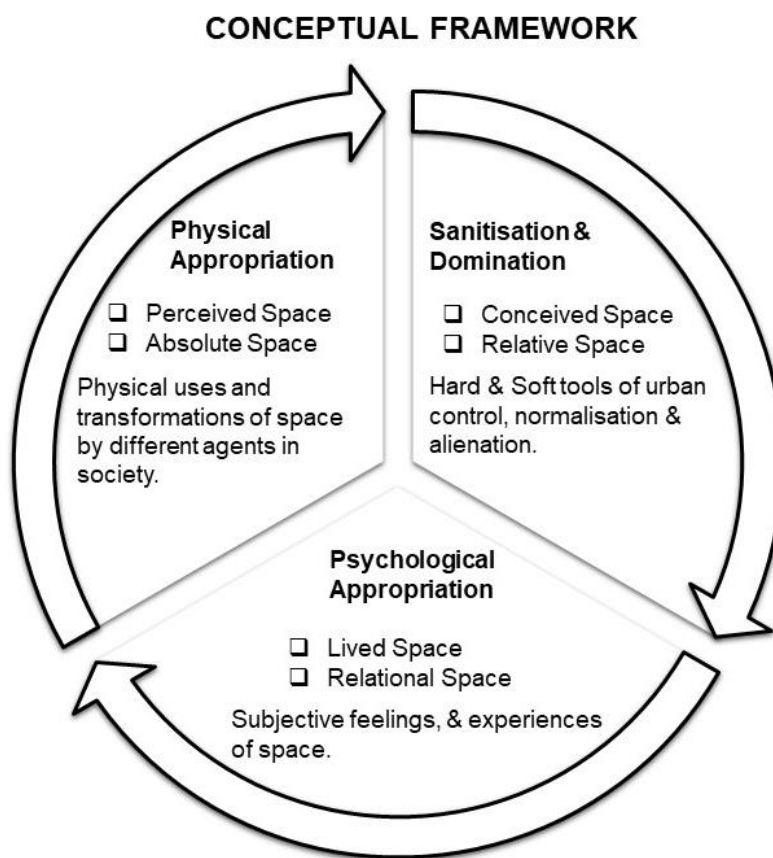 CONCEPTUAL FRAMEWORK
Physical
Appropriation
Perceived Space
Absolute Space
Physical uses and
transformations of space
by different agents in
society.
Sanitisation &
Domination
Conceived Space
Relative Space
Hard & Soft tools of urban
control, normalisation &
alienation.
Psychological
Appropriation
Lived Space
Relational Space
Subjective feelings, & experiences
of space.